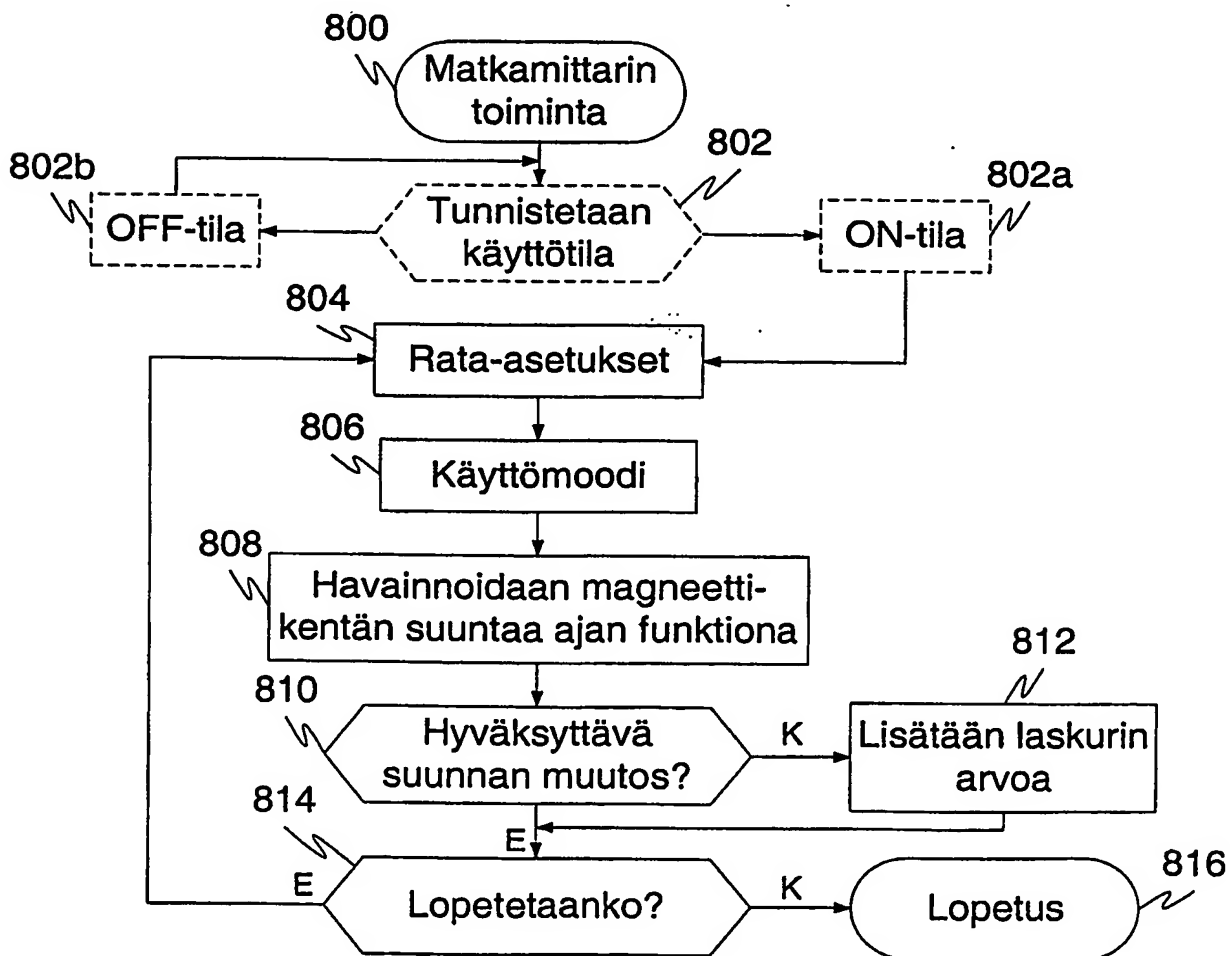 800
Matkamittarin
toiminta
802b
802
802a
OFF-tila
Tunnistetaan
käyttötila
ON-tila
804
Rata-asetukset
806
Käyttömoodi
808
Havainnoidaan magneetti-
kentän suuntaa ajan funktiona
810
812
Hyväksyttävä
suunnan muutos?
K
Lisätään laskurin
arvoa
814
E
E
Lopetetaanko?
K
Lopetus
816